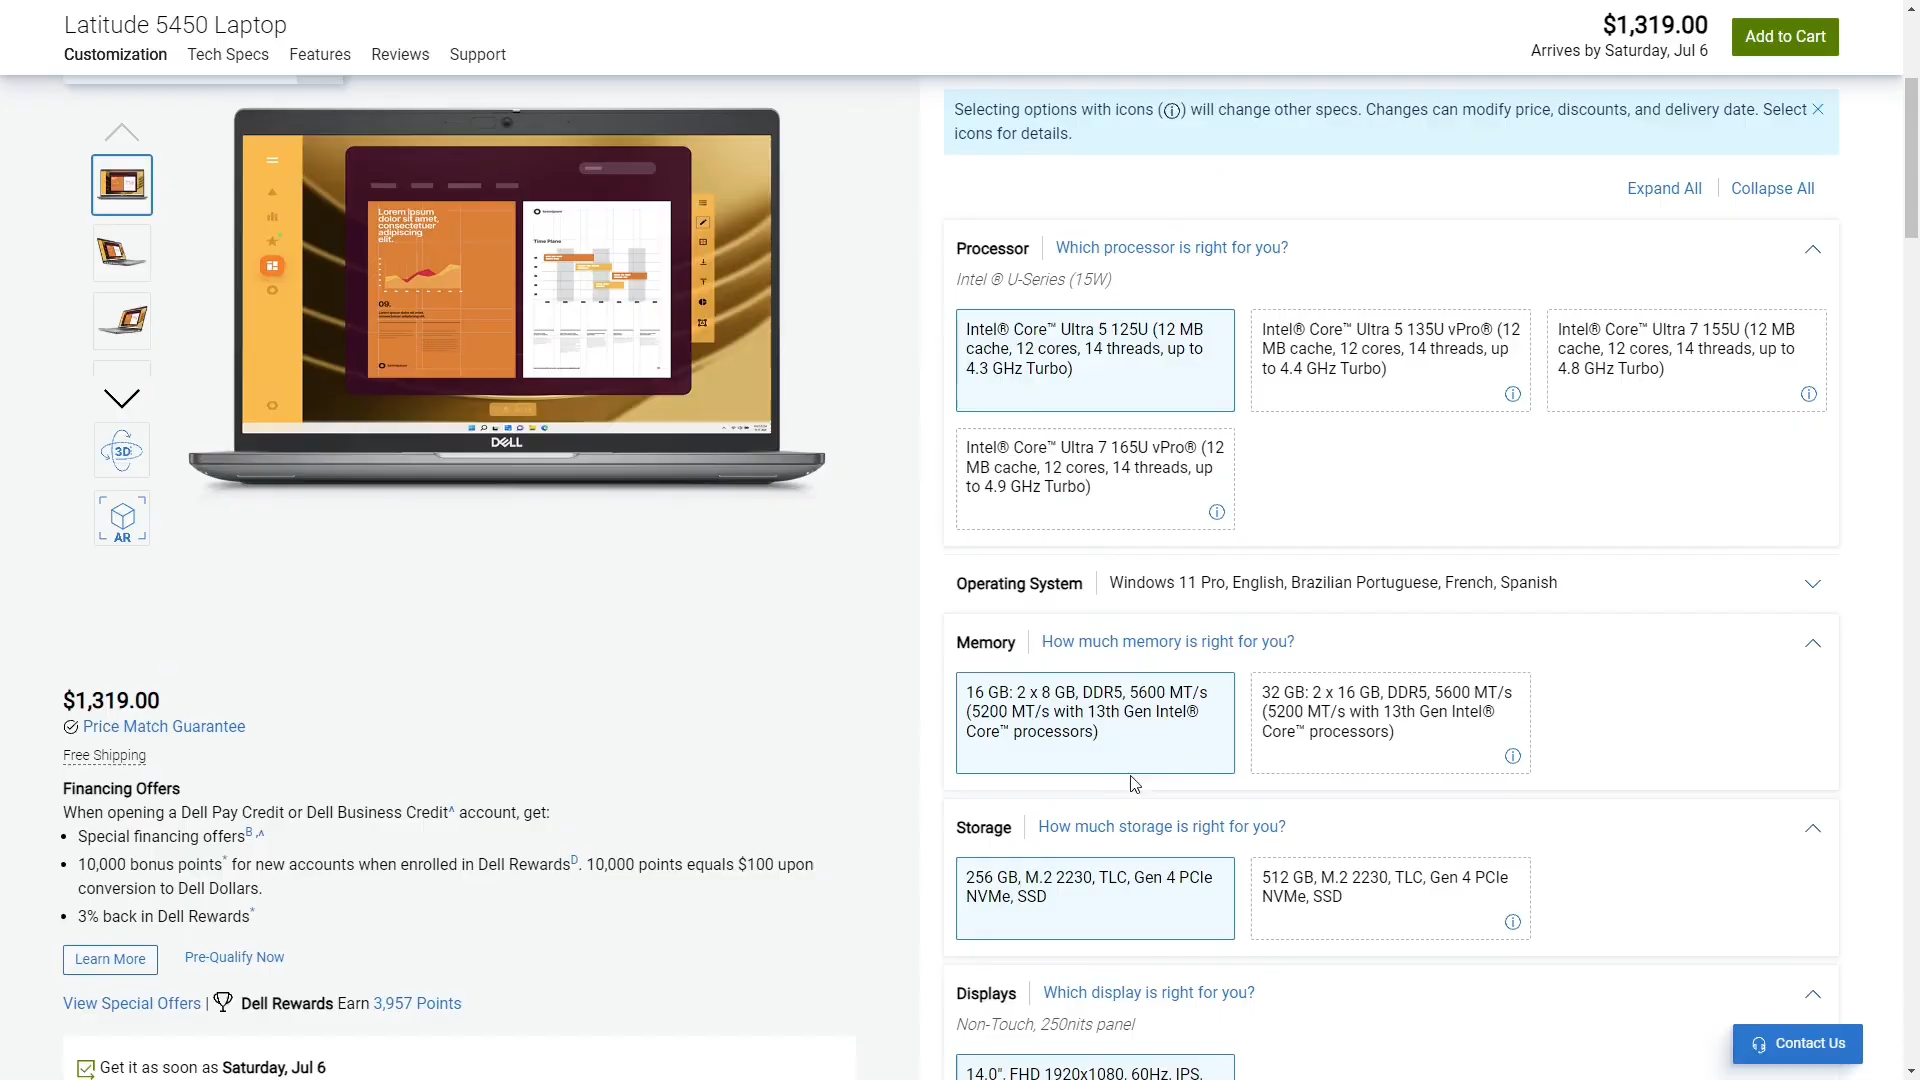 Latitude 5450 Laptop
$1,319.00
Arrives by Saturday, Jul 6
Add to Cart
Customization
Tech Specs
Features
Reviews
Support
Lorem ipsum
dolor sit amet,
consectetuer
adipiscing
elit.
09.
Time Plane
DELL
3D
AR
$1,319.00
Price Match Guarantee
Free Shipping
Financing Offers
When opening a Dell Pay Credit or Dell Business Credit^ account, get:
• Special financing offersB ,^
• 10,000 bonus points* for new accounts when enrolled in Dell RewardsD. 10,000 points equals $100 upon
conversion to Dell Dollars.
• 3% back in Dell Rewards*
Learn More
Pre-Qualify Now
View Special Offers | Dell Rewards Earn 3,957 Points
Get it as soon as Saturday, Jul 6
Selecting options with icons (ⓘ) will change other specs. Changes can modify price, discounts, and delivery date. Select
icons for details.
Expand All
Collapse All
Processor
Which processor is right for you?
Intel ® U-Series (15W)
Intel® Core™ Ultra 5 125U (12 MB
cache, 12 cores, 14 threads, up to
4.3 GHz Turbo)
Intel® Core™ Ultra 5 135U vPro® (12
MB cache, 12 cores, 14 threads, up
to 4.4 GHz Turbo)
Intel® Core™ Ultra 7 155U (12 MB
cache, 12 cores, 14 threads, up to
4.8 GHz Turbo)
Intel® Core™ Ultra 7 165U vPro® (12
MB cache, 12 cores, 14 threads, up
to 4.9 GHz Turbo)
Operating System
Windows 11 Pro, English, Brazilian Portuguese, French, Spanish
Memory
How much memory is right for you?
16 GB: 2 x 8 GB, DDR5, 5600 MT/s
(5200 MT/s with 13th Gen Intel®
Core™ processors)
32 GB: 2 x 16 GB, DDR5, 5600 MT/s
(5200 MT/s with 13th Gen Intel®
Core™ processors)
Storage
How much storage is right for you?
256 GB, M.2 2230, TLC, Gen 4 PCIe
NVMe, SSD
512 GB, M.2 2230, TLC, Gen 4 PCIe
NVMe, SSD
Displays
Which display is right for you?
Non-Touch, 250nits panel
14.0", FHD 1920x1080, 60Hz, IPS,
Contact Us